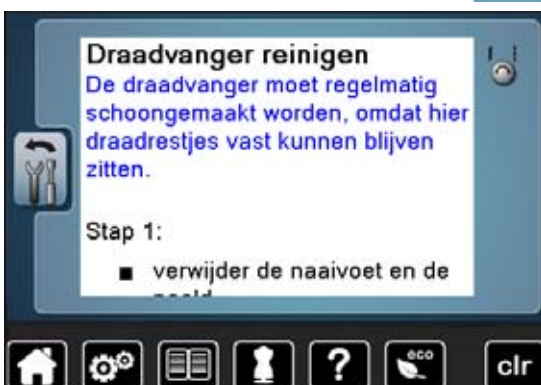 Draadvanger reinigen
De draadvanger moet regelmatig
schoongemaakt worden, omdat hier
draadrestjes vast kunnen blijven
zitten.
Stap 1:
■ verwijder de naaivoet en de
?
eco
clr